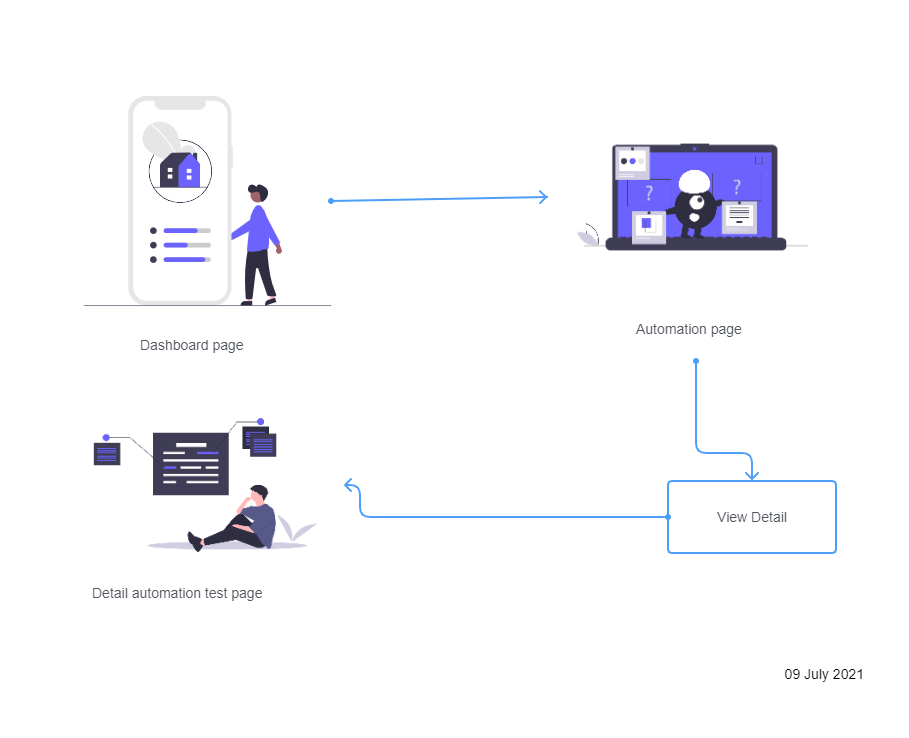 ?
?
Dashboard page
Automation page
View Detail
Detail automation test page
09 July 2021